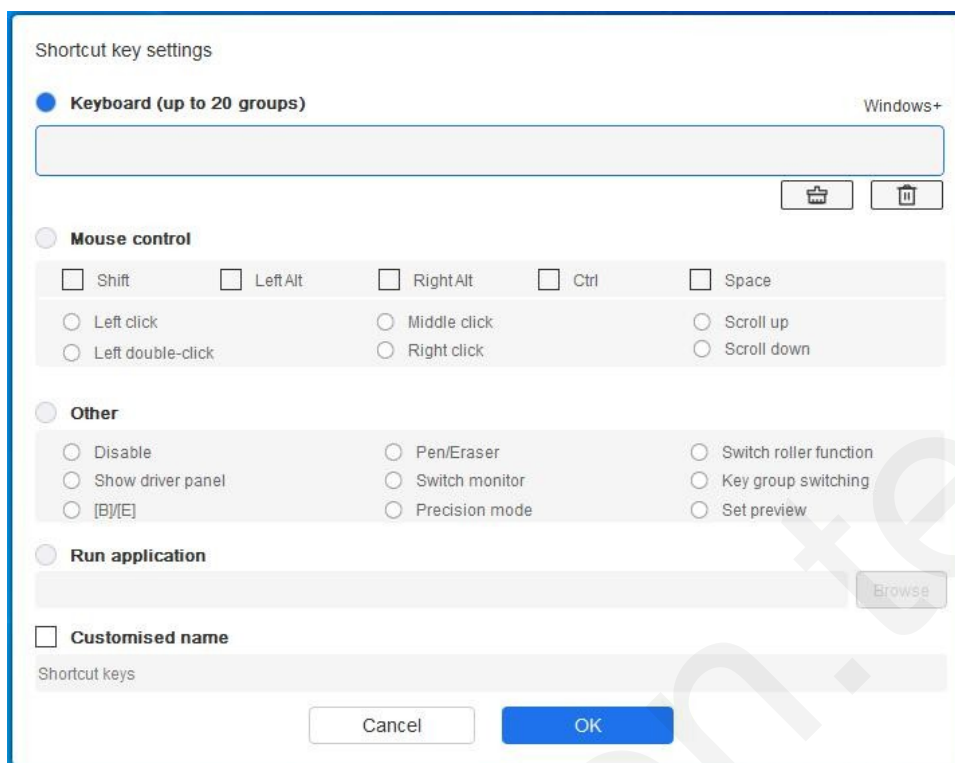 Shortcut key settings
Keyboard (up to 20 groups) Windows+
Mouse control
Shift Left Alt Right Alt Ctrl Space
Left click Middle click Scroll up
Left double-click Right click Scroll down
Other
Disable Pen/Eraser Switch roller function
Show driver panel Switch monitor Key group switching
[B]/[E] Precision mode Set preview
Run application
Browse
Customised name
Shortcut keys
Cancel OK